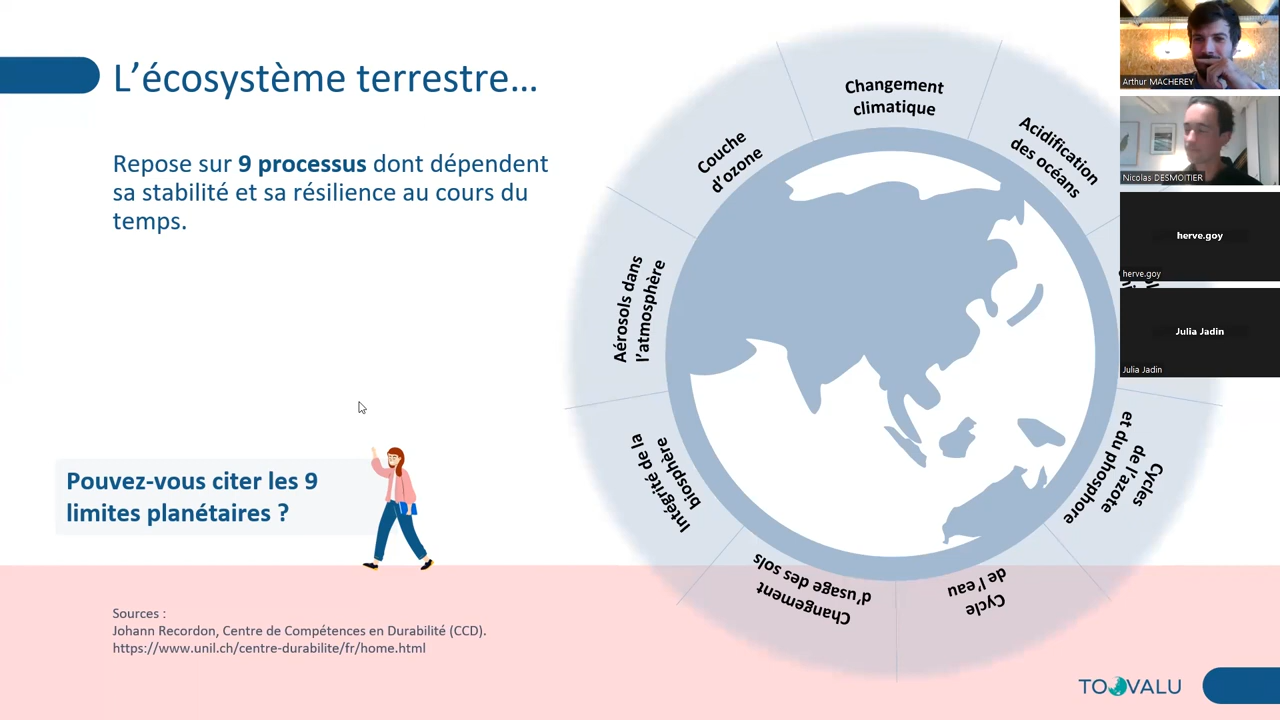 L’écosystème terrestre…
Repose sur 9 processus dont dépendent
sa stabilité et sa résilience au cours du
temps.
Pouvez-vous citer les 9
limites planétaires ?
Sources :
Johann Recordon, Centre de Compétences en Durabilité (CCD).
https://www.unil.ch/centre-durabilite/fr/home.html
Changement
climatique
Acidification
des océans
Cycles
de l’azote
et du phosphore
Cycle
de l’eau
Changement
d’usage des sols
Intégrité de la
biosphère
Aérosols dans
l’atmosphère
Couche
d’ozone
Arthur MACHEREY
Nicolas DESMOITIER
herve.goy
herve.goy
Julia Jadin
Julia Jadin
TOOVALU